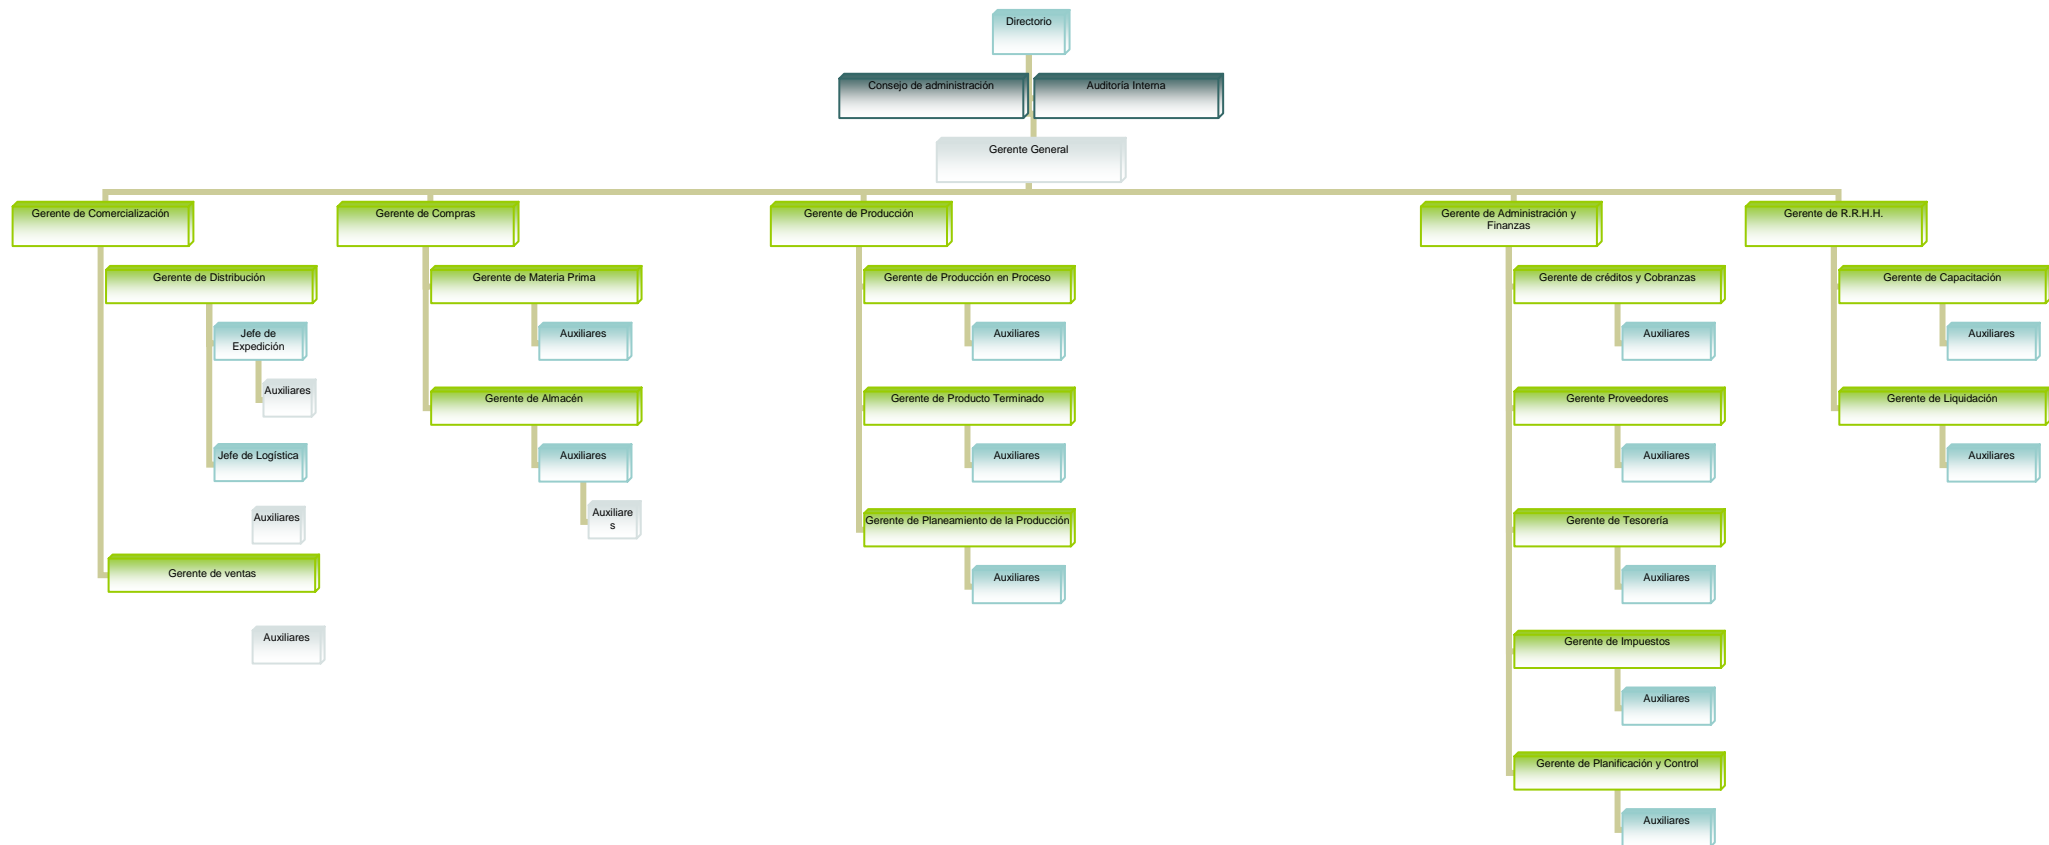 Directorio
Consejo de administración
Auditoría Interna
Gerente General
Gerente de Comercialización
Gerente de Compras
Gerente de Producción
Gerente de Administración y
Finanzas
Gerente de R.R.H.H.
Gerente de Distribución
Gerente de Materia Prima
Gerente de Producción en Proceso
Gerente de créditos y Cobranzas
Gerente de Capacitación
Jefe de
Expedición
Auxiliares
Auxiliares
Auxiliares
Auxiliares
Auxiliares
Gerente de Almacén
Gerente de Producto Terminado
Gerente Proveedores
Gerente de Liquidación
Jefe de Logística
Auxiliares
Auxiliares
Auxiliares
Auxiliares
Auxiliares
Auxiliare
s
Gerente de Planeamiento de la Producción
Gerente de Tesorería
Gerente de ventas
Auxiliares
Auxiliares
Auxiliares
Gerente de Impuestos
Auxiliares
Gerente de Planificación y Control
Auxiliares